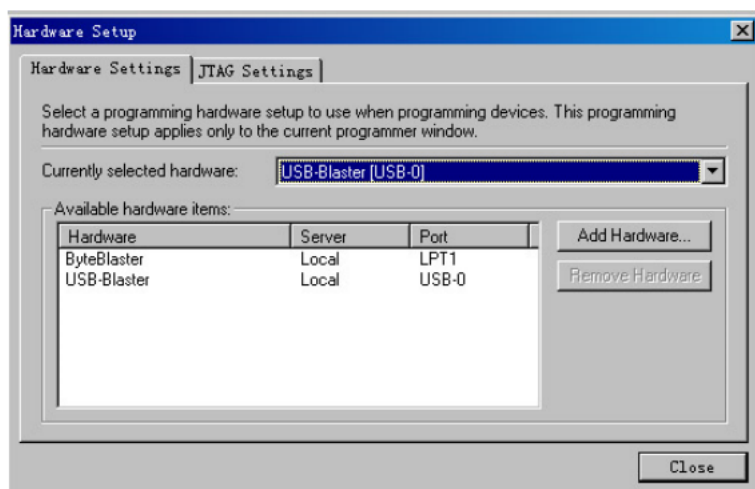 Hardware Setup
Hardware Settings JTAG Settings
Select a programming hardware setup to use when programming devices. This programming
hardware setup applies only to the current programmer window.
Currently selected hardware: USB-Blaster [USB-0]
Available hardware items:
Hardware Server Port
ByteBlaster Local LPT1
USB-Blaster Local USB-0
Add Hardware...
Remove Hardware
Close